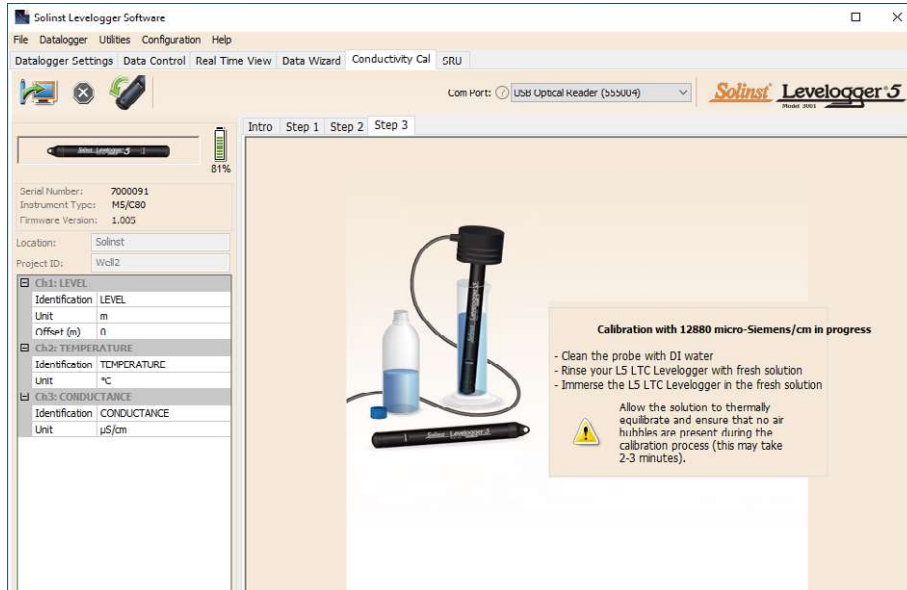 Solinst Levelogger Software
File Datalogger Utilities Configuration Help
Datalogger Settings Data Control Real Time View Data Wizard Conductivity Cal SRU
Com Port: ? USB Optical Reader (555004)
Solinst Levelogger 5
Model 3001
Intro Step 1 Step 2 Step 3
Solinst Levelogger 5
81%
Serial Number: 7000091
Instrument Type: M5/C80
Firmware Version: 1.005
Location: Solinst
Project ID: Well2
Ch1: LEVEL
Identification LEVEL
Unit m
Offset (m) 0
Ch2: TEMPERATURE
Identification TEMPERATURE
Unit °C
Ch3: CONDUCTANCE
Identification CONDUCTANCE
Unit µS/cm
Solinst Levelogger 5
Calibration with 12880 micro-Siemens/cm in progress
- Clean the probe with DI water
- Rinse your L5 LTC Levelogger with fresh solution
- Immerse the L5 LTC Levelogger in the fresh solution
Allow the solution to thermally
equilibrate and ensure that no air
bubbles are present during the
calibration process (this may take
2-3 minutes).